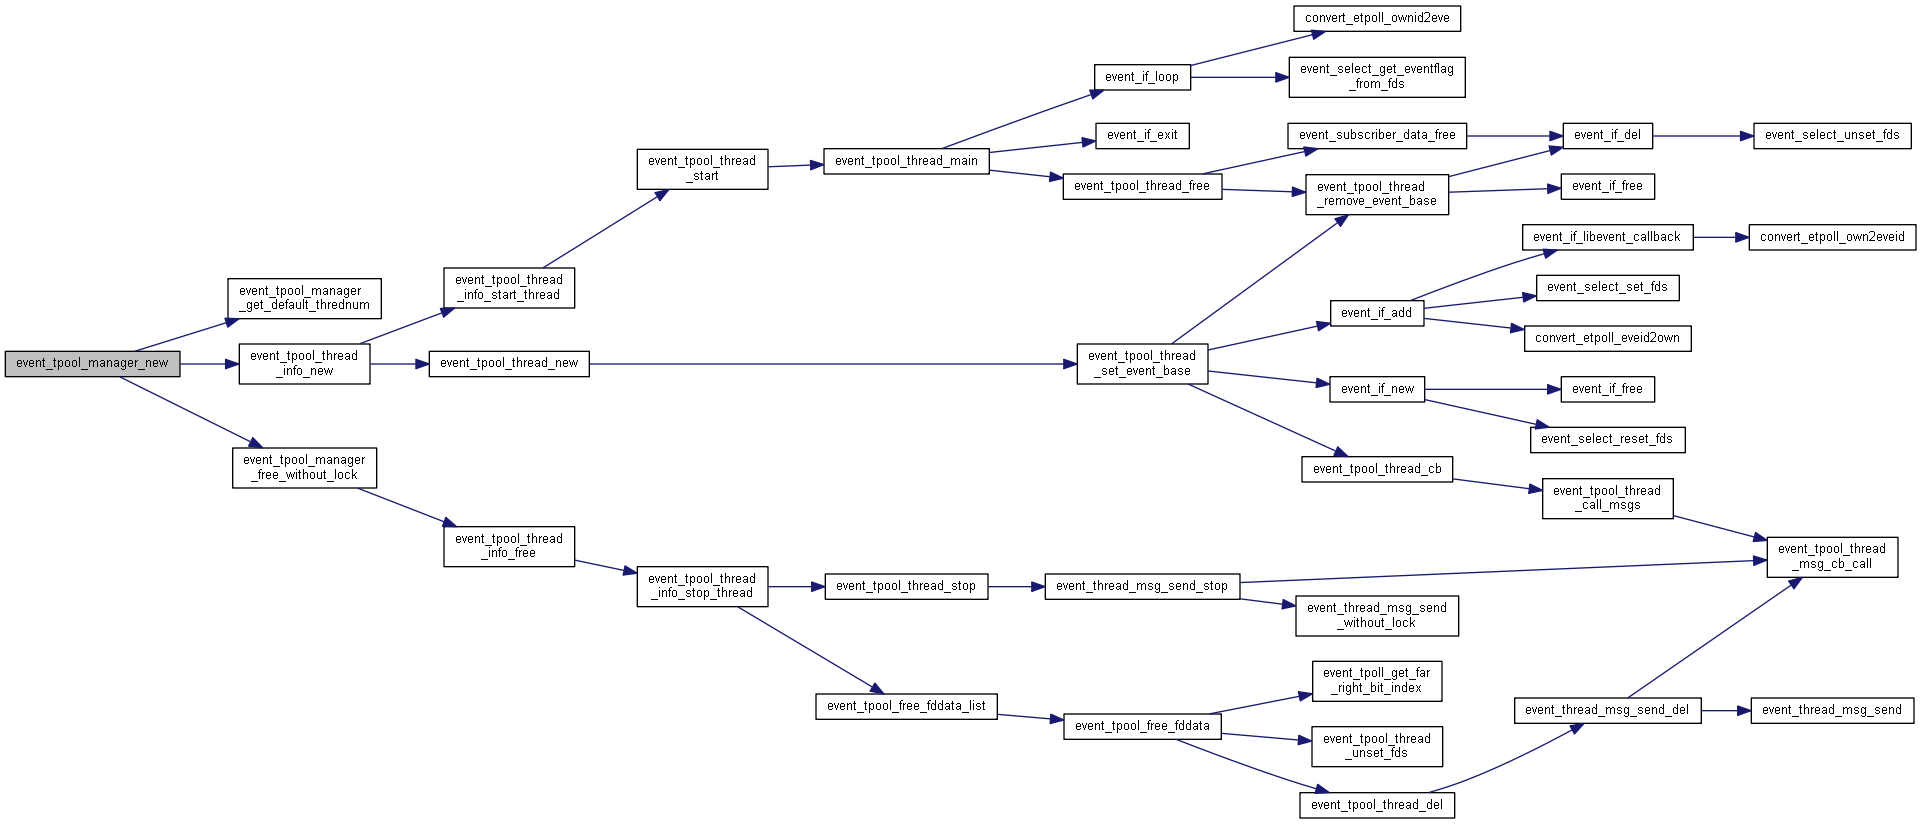 convert_etpoll_ownid2eve
event_select_get_eventflag
_from_fds
event_if_loop
event_if_exit
event_subscriber_data_free
event_if_del
event_select_unset_fds
event_tpool_thread
_start
event_tpool_thread_main
event_tpool_thread_free
event_tpool_thread
_remove_event_base
event_if_free
event_if_libevent_callback
convert_etpoll_own2eveid
event_tpool_manager
_get_default_thrednum
event_tpool_thread
_info_start_thread
event_select_set_fds
event_if_add
convert_etpoll_eveid2own
event_tpool_manager_new
event_tpool_thread
_info_new
event_tpool_thread_new
event_tpool_thread
_set_event_base
event_if_new
event_if_free
event_select_reset_fds
event_tpool_manager
_free_without_lock
event_tpool_thread_cb
event_tpool_thread
_call_msgs
event_tpool_thread
_info_free
event_tpool_thread
_msg_cb_call
event_tpool_thread
_info_stop_thread
event_tpool_thread_stop
event_thread_msg_send_stop
event_thread_msg_send
_without_lock
event_tpoll_get_far
_right_bit_index
event_tpool_free_fddata_list
event_tpool_free_fddata
event_thread_msg_send_del
event_thread_msg_send
event_tpool_thread
_unset_fds
event_tpool_thread_del